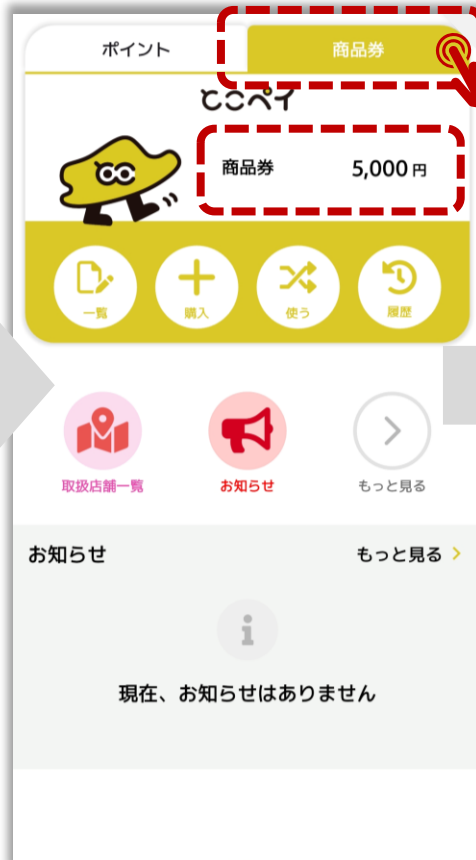 ポイント 商品券
とこペイ
商品券 5,000円
一覧 購入 使う 履歴
取扱店舗一覧 お知らせ もっと見る
お知らせ もっと見る
現在、お知らせはありません